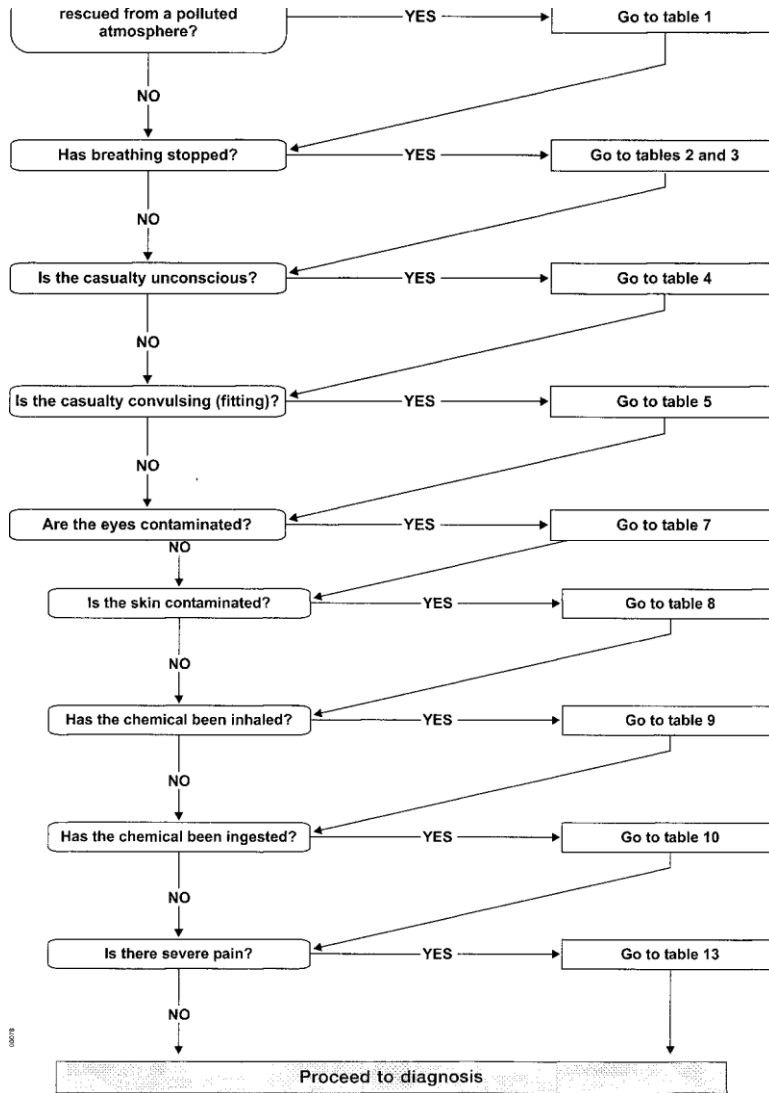 rescued from a polluted
atmosphere?
YES
Go to table 1
NO
Has breathing stopped?
YES
Go to tables 2 and 3
NO
Is the casualty unconscious?
YES
Go to table 4
NO
Is the casualty convulsing (fitting)?
YES
Go to table 5
NO
Are the eyes contaminated?
YES
Go to table 7
NO
Is the skin contaminated?
YES
Go to table 8
NO
Has the chemical been inhaled?
YES
Go to table 9
NO
Has the chemical been ingested?
YES
Go to table 10
NO
Is there severe pain?
YES
Go to table 13
NO
Proceed to diagnosis